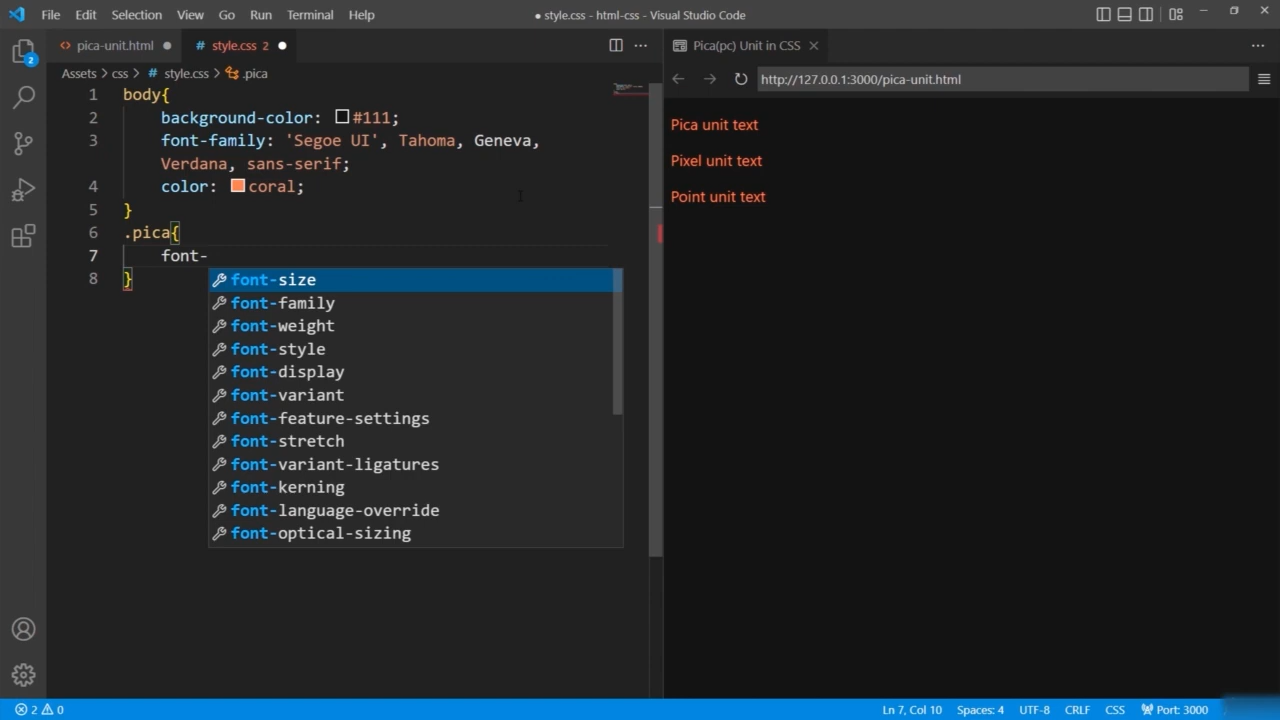 File Edit Selection View Go Run Terminal Help ● style.css - html-css - Visual Studio Code
<> pica-unit.html ● # style.css 2 ●
Assets > css > # style.css > .pica
1 body{
2 background-color: #111;
3 font-family: 'Segoe UI', Tahoma, Geneva,
Verdana, sans-serif;
4 color: coral;
5 }
6 .pica{
7 font-
8 }
font-size
font-family
font-weight
font-style
font-display
font-variant
font-feature-settings
font-stretch
font-variant-ligatures
font-kerning
font-language-override
font-optical-sizing
2
Pica(pc) Unit in CSS
http://127.0.0.1:3000/pica-unit.html
Pica unit text
Pixel unit text
Point unit text
2 0 Ln 7, Col 10 Spaces: 4 UTF-8 CRLF CSS Port: 3000